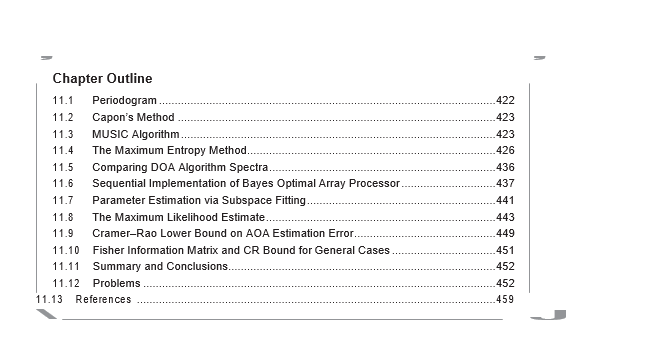 Chapter Outline
11.1 Periodogram ........ 422
11.2 Capon's Method ........ 423
11.3 MUSIC Algorithm ........ 423
11.4 The Maximum Entropy Method ........ 426
11.5 Comparing DOA Algorithm Spectra ........ 436
11.6 Sequential Implementation of Bayes Optimal Array Processor ........ 437
11.7 Parameter Estimation via Subspace Fitting ........ 441
11.8 The Maximum Likelihood Estimate ........ 443
11.9 Cramer–Rao Lower Bound on AOA Estimation Error ........ 449
11.10 Fisher Information Matrix and CR Bound for General Cases ........ 451
11.11 Summary and Conclusions ........ 452
11.12 Problems ........ 452
11.13 References ........ 459